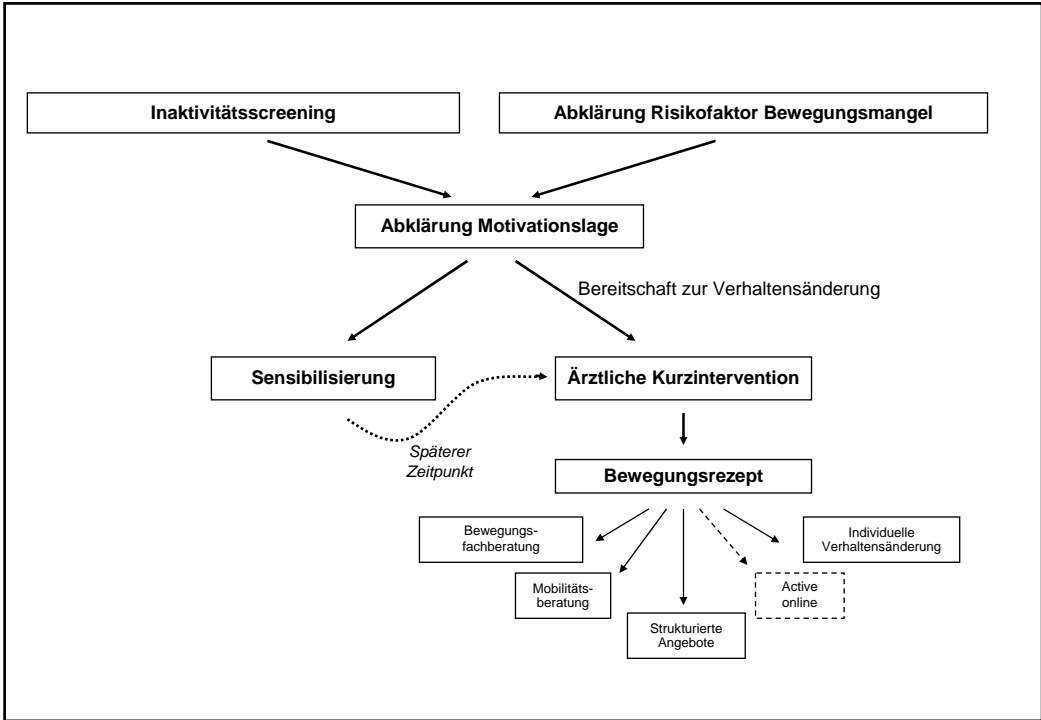 Inaktivitätsscreening
Abklärung Risikofaktor Bewegungsmangel
Abklärung Motivationslage
Bereitschaft zur Verhaltensänderung
Sensibilisierung
Ärztliche Kurzintervention
Späterer
Zeitpunkt
Bewegungsrezept
Bewegungs-
fachberatung
Individuelle
Verhaltensänderung
Mobilitäts-
beratung
Active
online
Strukturierte
Angebote